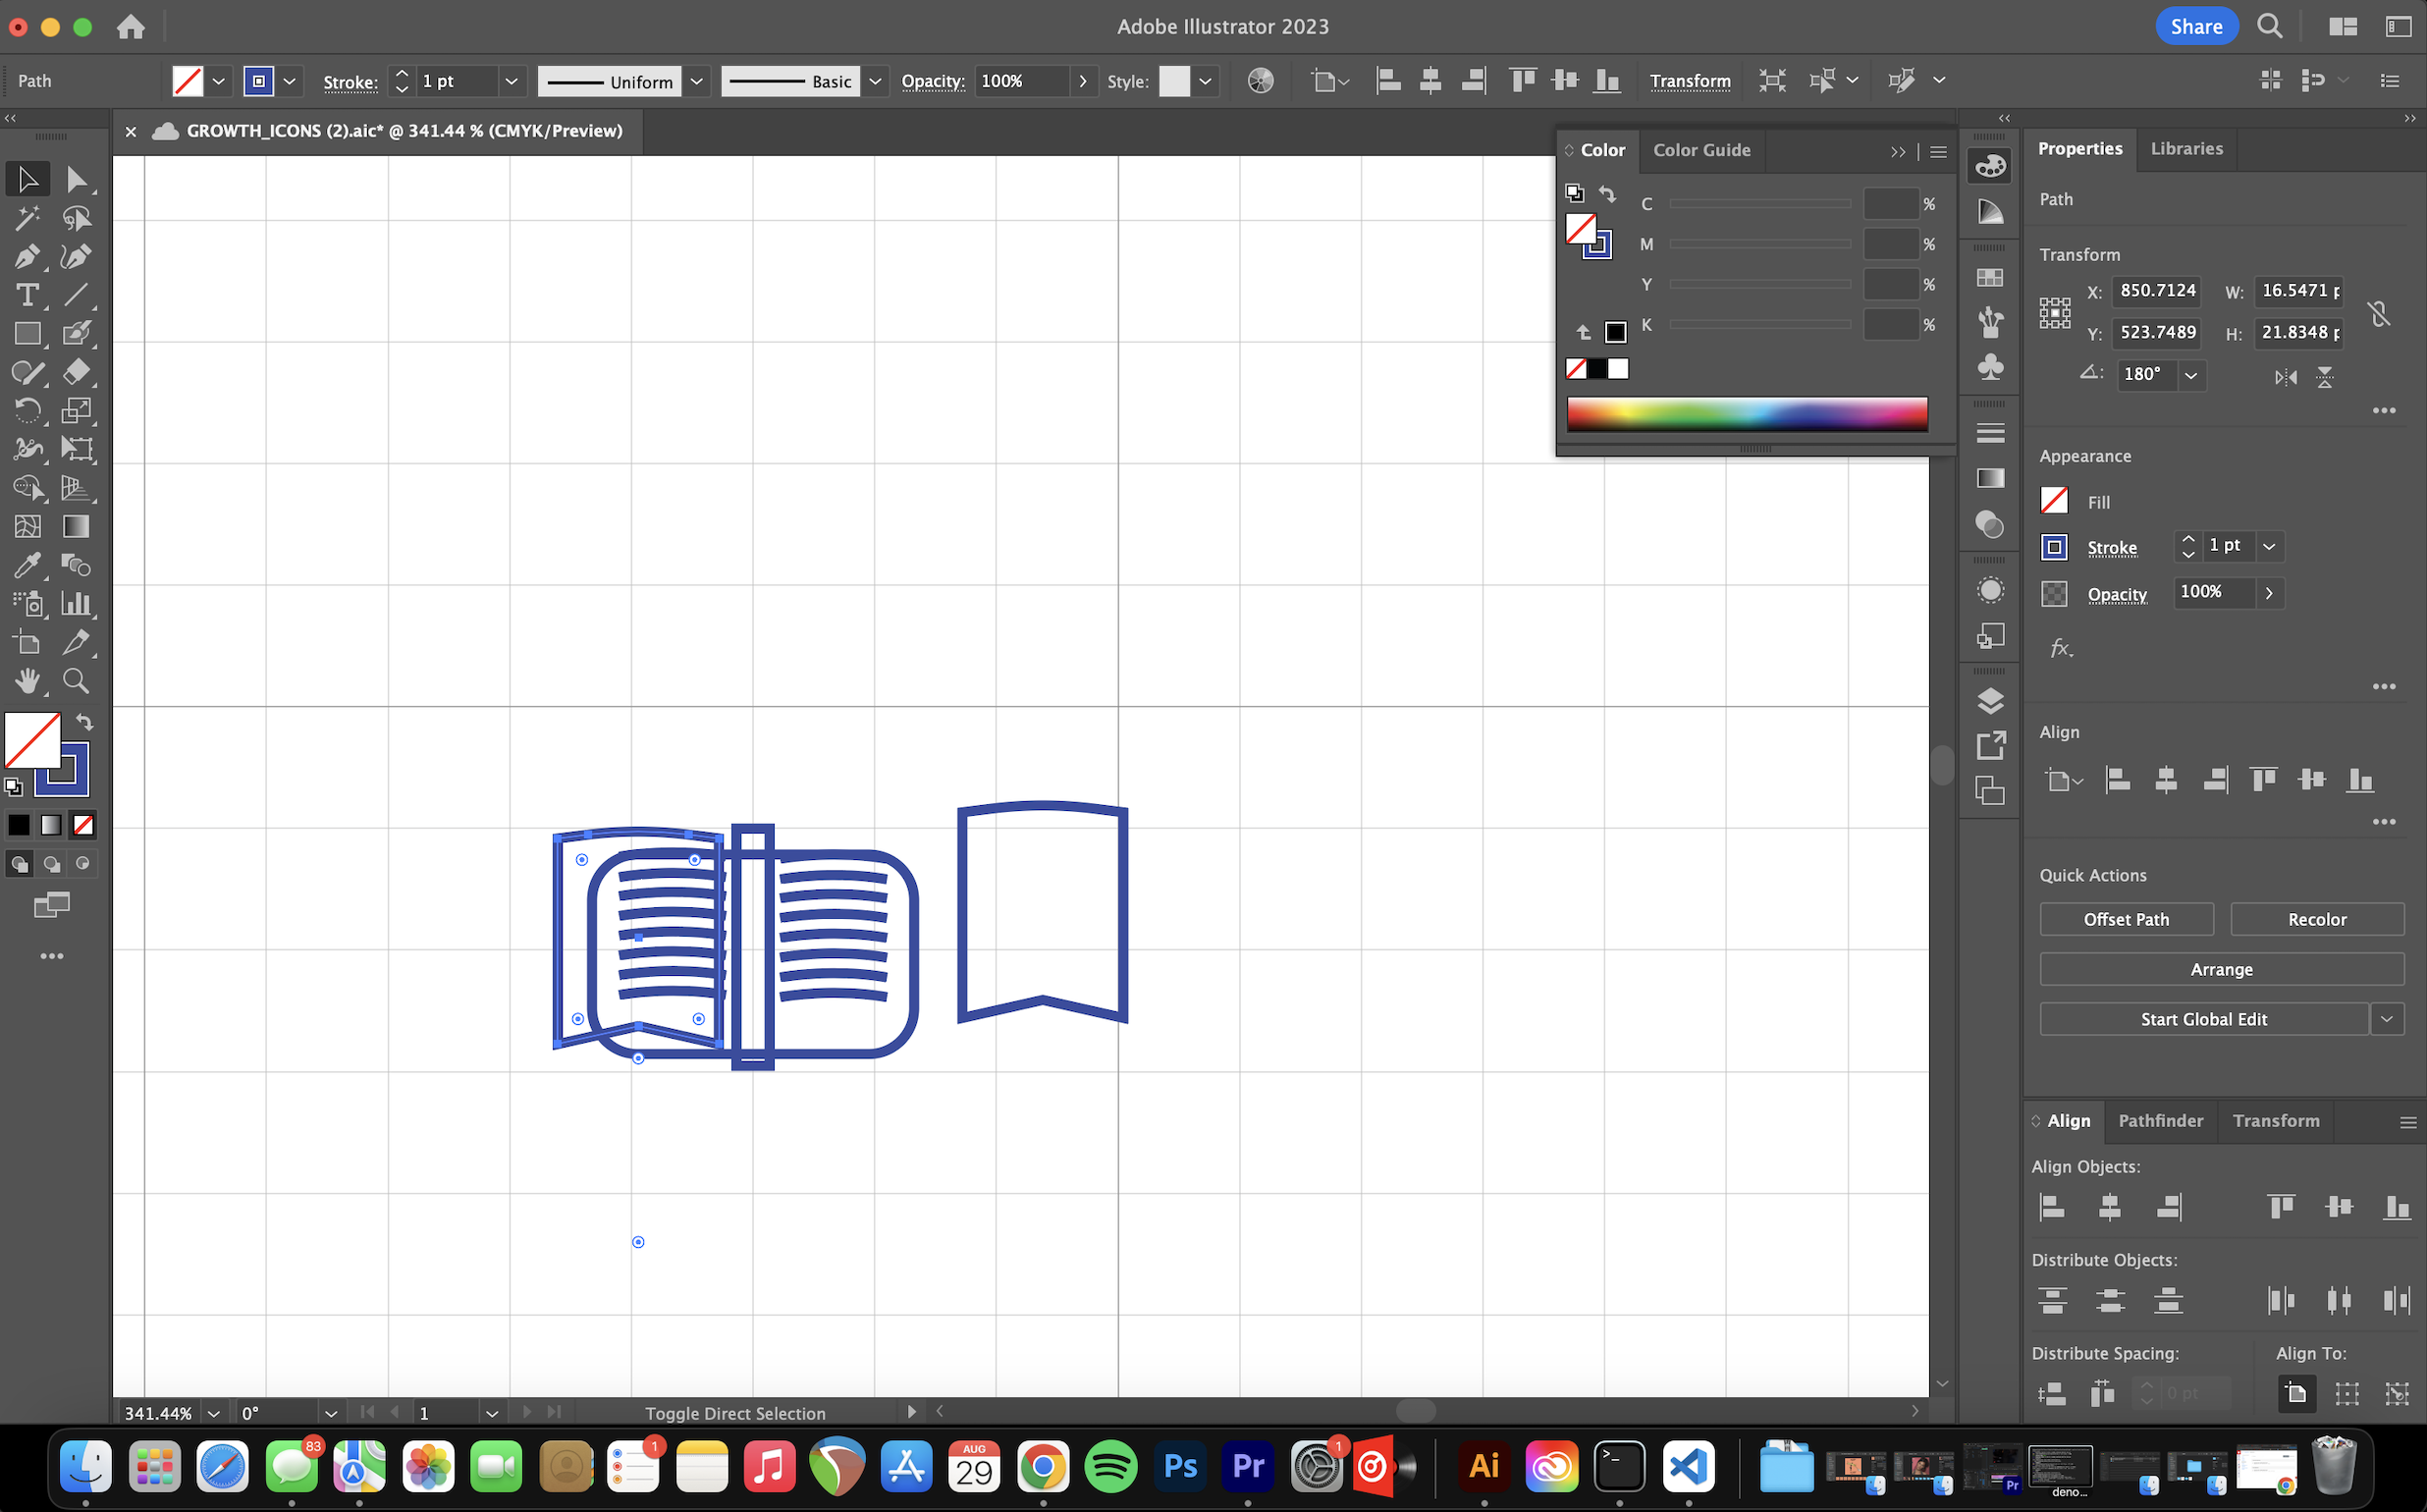 Adobe Illustrator 2023
Share
Path
Stroke:
1 pt
Uniform
Basic
Opacity:
100%
Style:
Transform
GROWTH_ICONS (2).aic* @ 341.44 % (CMYK/Preview)
Color
Color Guide
C
%
M
%
Y
%
K
%
Properties
Libraries
Path
Transform
X:
850.7124
W:
16.5471 p
Y:
523.7489
H:
21.8348 p
180°
Appearance
Fill
Stroke
1 pt
Opacity
100%
fx.
Align
Quick Actions
Offset Path
Recolor
Arrange
Start Global Edit
Align
Pathfinder
Transform
Align Objects:
Distribute Objects:
Distribute Spacing:
Align To:
0 pt
341.44%
0°
1
Toggle Direct Selection
83
1
AUG
29
Ps
Pr
1
Ai
>_
Pr
deno...